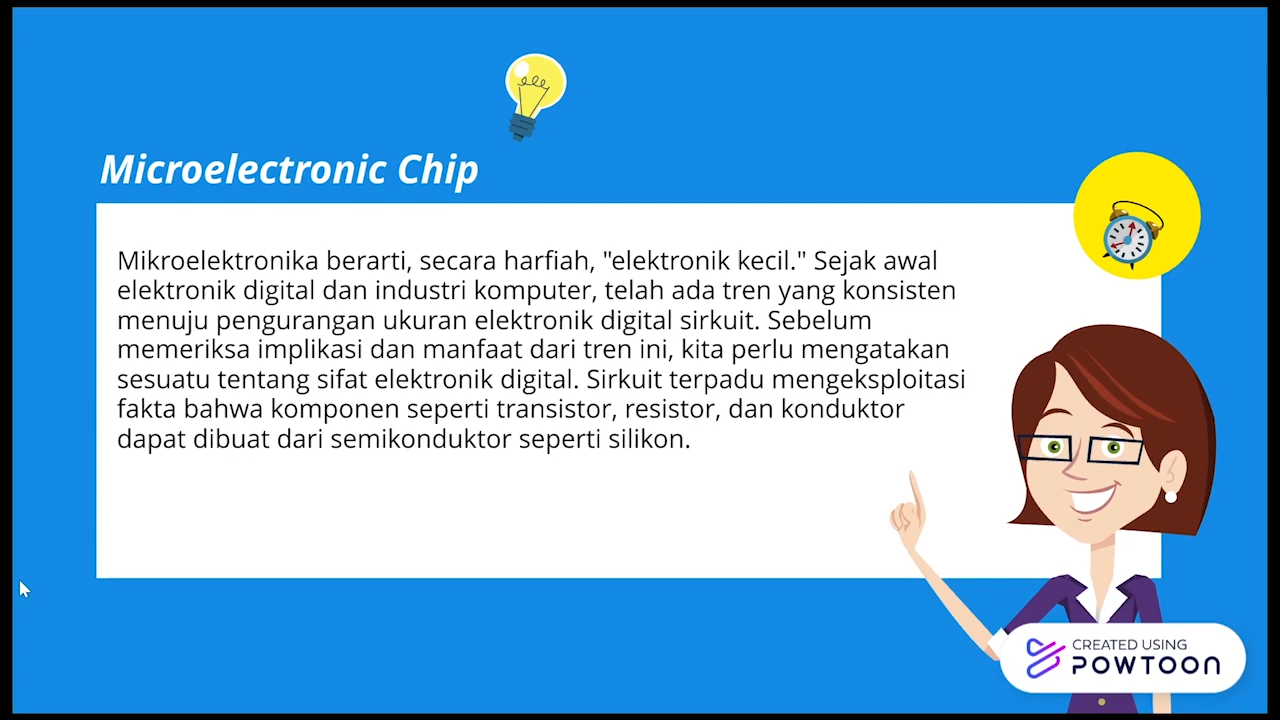 Microelectronic Chip
Mikroelektronika berarti, secara harfiah, "elektronik kecil." Sejak awal
elektronik digital dan industri komputer, telah ada tren yang konsisten
menuju pengurangan ukuran elektronik digital sirkuit. Sebelum
memeriksa implikasi dan manfaat dari tren ini, kita perlu mengatakan
sesuatu tentang sifat elektronik digital. Sirkuit terpadu mengeksploitasi
fakta bahwa komponen seperti transistor, resistor, dan konduktor
dapat dibuat dari semikonduktor seperti silikon.
CREATED USING
POWTOON